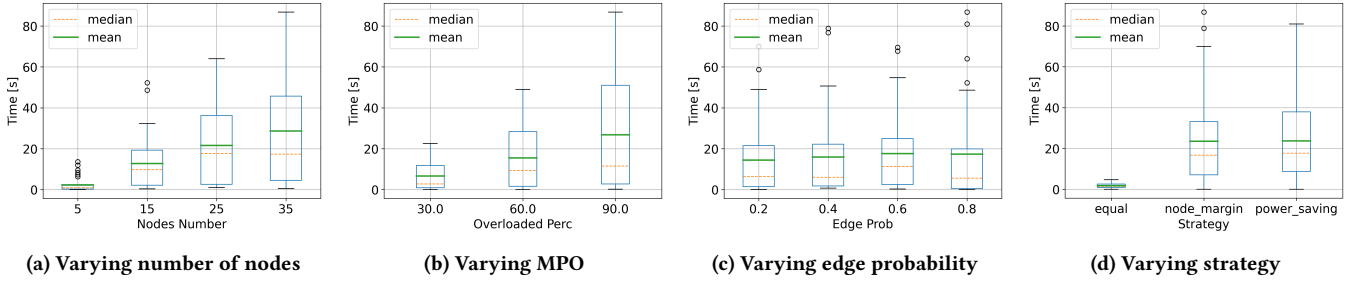 median
mean
80
60
40
20
0
Time [s]
5
15
25
35
Nodes Number
(a) Varying number of nodes
median
mean
80
60
40
20
0
Time [s]
30.0
60.0
90.0
Overloaded Perc
(b) Varying MPO
median
mean
80
60
40
20
0
Time [s]
0.2
0.4
0.6
0.8
Edge Prob
(c) Varying edge probability
median
mean
80
60
40
20
0
Time [s]
equal
node_margin
power_saving
Strategy
(d) Varying strategy